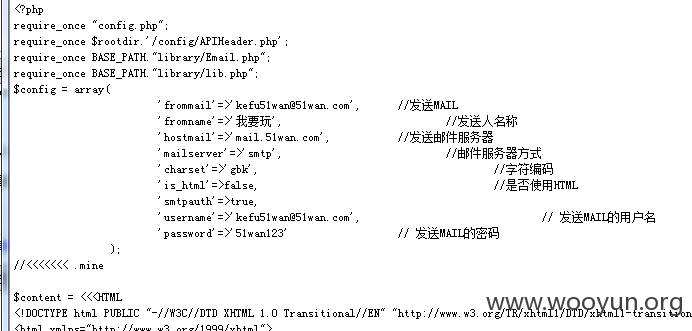 <?php
require_once "config.php";
require_once $rootdir.'/config/APIHeader.php';
require_once BASE_PATH."library/Email.php";
require_once BASE_PATH."library/lib.php";
$config = array(
'frommail'=>'kefu51wan@51wan.com', //发送MAIL
'fromname'=>'我要玩', //发送人名称
'hostmail'=>'mail.51wan.com', //发送邮件服务器
'mailserver'=>'smtp', //邮件服务器方式
'charset'=>'gbk', //字符编码
'is_html'=>false, //是否使用HTML
'smtpauth'=>true,
'username'=>'kefu51wan@51wan.com', // 发送MAIL的用户名
'password'=>'51wan123' // 发送MAIL的密码
);
//<<<<<<< .mine
$content = <<<HTML
<!DOCTYPE html PUBLIC "-//W3C//DTD XHTML 1.0 Transitional//EN" "http://www.w3.org/TR/xhtml1/DTD/xhtml1-transition
<html xmlns="http://www.w3.org/1999/xhtml">
www.wooyun.org